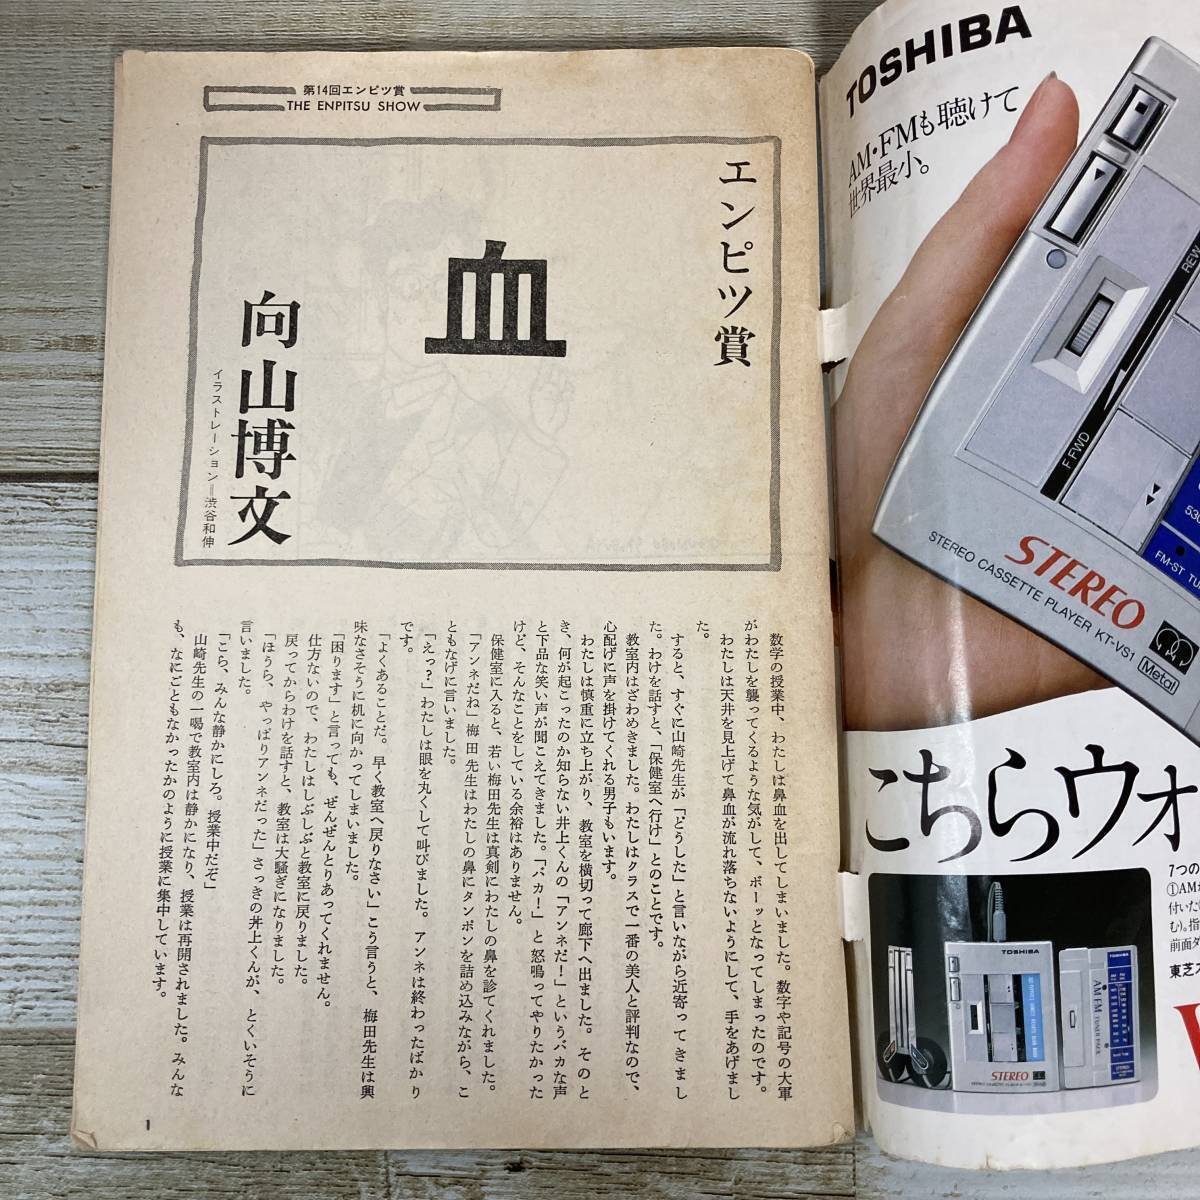 第14回エンピツ賞
THE ENPITSU SHOW
エンピツ賞
血
向山博文
イラストレーション＝渋谷和伸
数学の授業中、わたしは鼻血を出してしまいました。数字や記号の大軍
がわたしを襲ってくるような気がして、ボーッとなってしまったのです。
わたしは天井を見上げて鼻血が流れ落ちないようにして、手をあげまし
た。
すると、すぐに山崎先生が「どうした」と言いながら近寄ってきまし
た。わけを話すと、「保健室へ行け」とのことです。
教室内はざわめきました。わたしはクラスで一番の美人と評判なので、
心配げに声を掛けてくれる男子もいます。
わたしは慎重に立ち上がり、教室を横切って廊下へ出ました。そのと
き、何が起こったのか知らない井上くんの「アンネだ！」というバカな声
と下品な笑い声が聞こえてきました。「バカ！」と怒鳴ってやりたかった
けど、そんなことをしている余裕はありません。
保健室に入ると、若い梅田先生は真剣にわたしの鼻を診てくれました。
「アンネだね」梅田先生はわたしの鼻にタンポンを詰め込みながら、こ
ともなげに言いました。
「えっ？」わたしは眼を丸くして叫びました。アンネは終わったばかり
です。
「よくあることだ。早く教室へ戻りなさい」こう言うと、梅田先生は興
味なさそうに机に向かってしまいました。
「困ります」と言っても、ぜんぜんとりあってくれません。
仕方ないので、わたしはしぶしぶと教室に戻りました。
戻ってからわけを話すと、教室は大騒ぎになりました。
「ほうら、やっぱりアンネだった」さっきの井上くんが、とくいそうに
言いました。
「こら、みんな静かにしろ。授業中だぞ」
山崎先生の一喝で教室内は静かになり、授業は再開されました。みんな
も、なにごともなかったかのように授業に集中しています。
1
TOSHIBA
AM・FMも聴けて
世界最小。
REW
F FWD
530
FM-ST TU
STEREO
STEREO CASSETTE PLAYER KT-VS1
Metal
こちらウォ
TOSHIBA
STEREO
AM FM
TUNER PACK
STEREO
7つの
①AM
付いた
む)。指
前面ダ
東芝